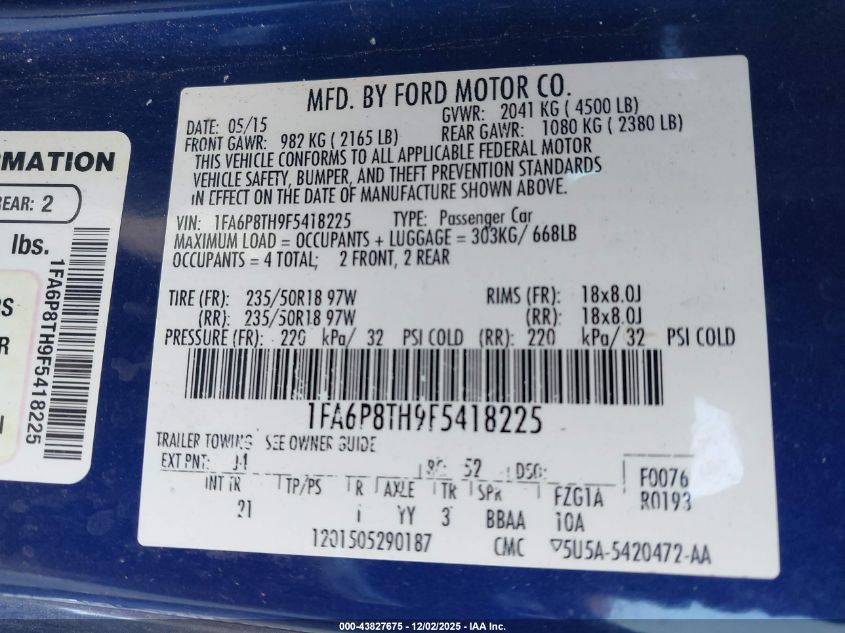 RMATION
REAR: 2
lbs.
RS
R
1FA6P8TH9F5418225
MFD. BY FORD MOTOR CO.
DATE: 05/15 GVWR: 2041 KG ( 4500 LB)
FRONT GAWR: 982 KG ( 2165 LB) REAR GAWR: 1080 KG ( 2380 LB)
THIS VEHICLE CONFORMS TO ALL APPLICABLE FEDERAL MOTOR
VEHICLE SAFETY, BUMPER, AND THEFT PREVENTION STANDARDS
IN EFFECT ON THE DATE OF MANUFACTURE SHOWN ABOVE.
VIN: 1FA6P8TH9F5418225 TYPE: Passenger Car
MAXIMUM LOAD = OCCUPANTS + LUGGAGE = 303KG/ 668LB
OCCUPANTS = 4 TOTAL; 2 FRONT, 2 REAR
TIRE (FR): 235/50R18 97W RIMS (FR): 18x8.0J
(RR): 235/50R18 97W (RR): 18x8.0J
PRESSURE (FR): 220 kPa/ 32 PSI COLD (RR): 220 kPa/ 32 PSI COLD
1FA6P8TH9F5418225
TRAILER TOWING SEE OWNER GUIDE
EXT PNT: 52 DSO: F0076
INT TR TP/PS R AXLE TR SPR FZG1A R0193
21 YY 3 BBAA 10A
1201505290187 CMC ▽5U5A-5420472-AA
000-43827675 - 12/02/2025 - IAA Inc.